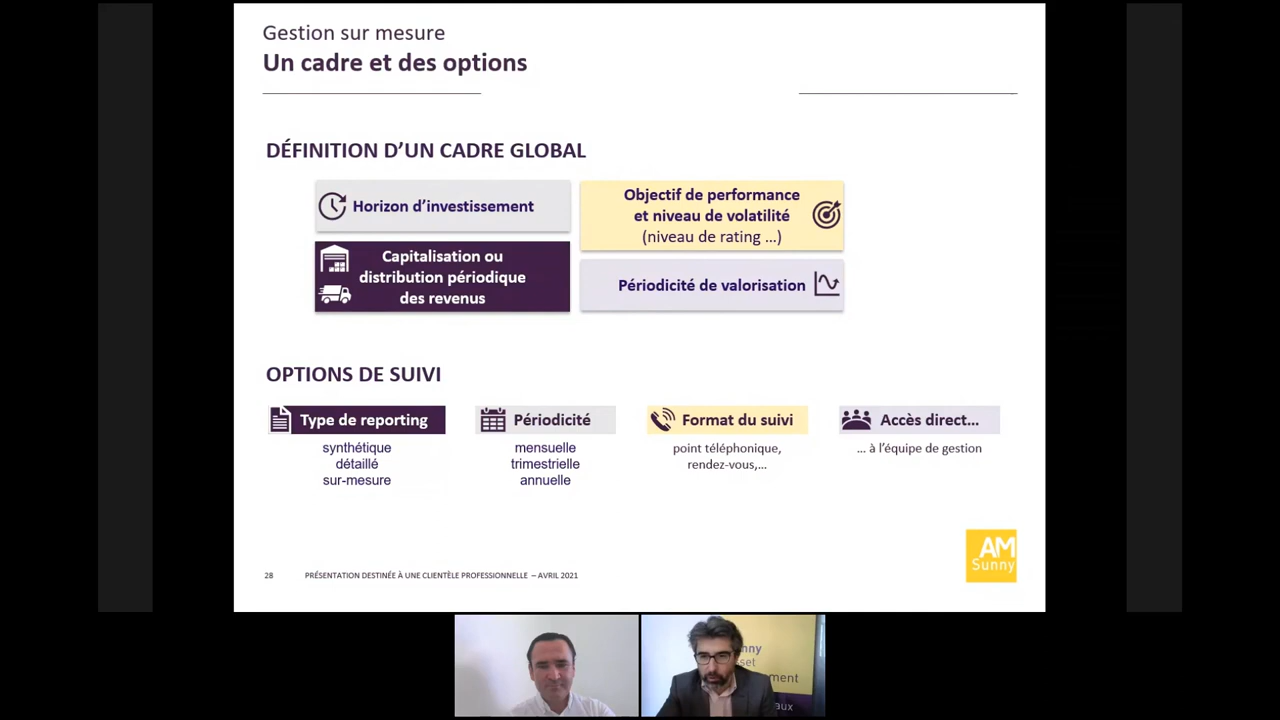 Gestion sur mesure
Un cadre et des options
DÉFINITION D’UN CADRE GLOBAL
Horizon d’investissement
Objectif de performance
et niveau de volatilité
(niveau de rating ...)
Capitalisation ou
distribution périodique
des revenus
Périodicité de valorisation
OPTIONS DE SUIVI
Type de reporting
synthétique
détaillé
sur-mesure
Périodicité
mensuelle
trimestrielle
annuelle
Format du suivi
point téléphonique,
rendez-vous,...
Accès direct...
... à l’équipe de gestion
AM
Sunny
28 PRÉSENTATION DESTINÉE À UNE CLIENTÈLE PROFESSIONNELLE – AVRIL 2021